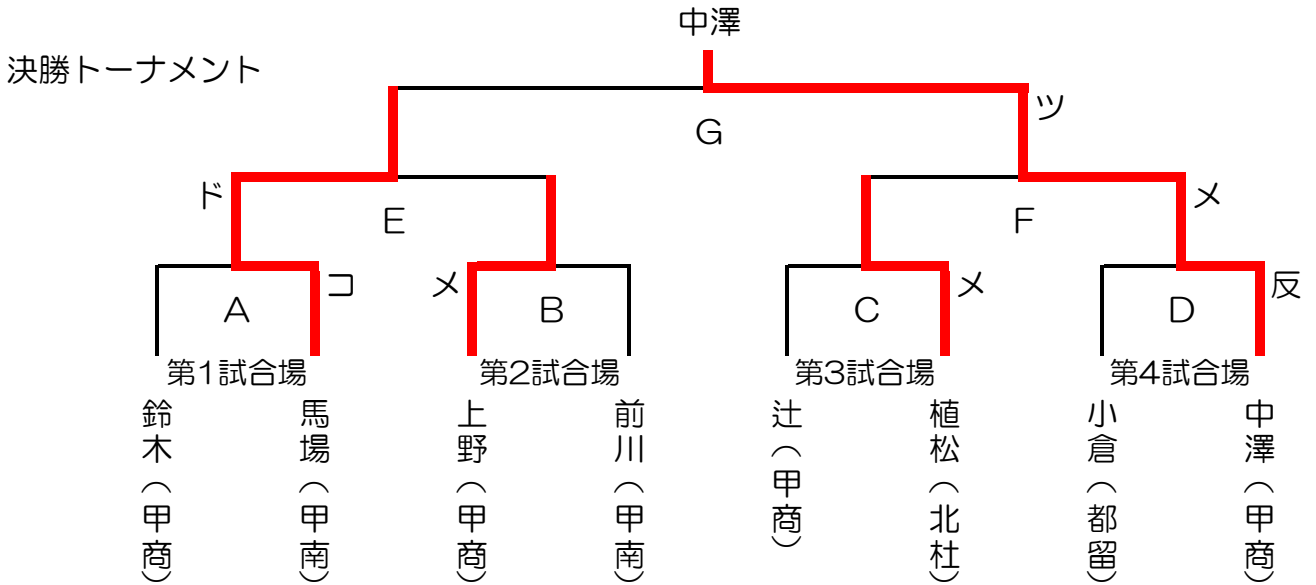 中澤
決勝トーナメント
ツ
G
ド
メ
E
F
コ
メ
メ
反
A
B
C
D
第1試合場
第2試合場
第3試合場
第4試合場
鈴木(甲商)
馬場(甲南)
上野(甲商)
前川(甲南)
辻(甲商)
植松(北杜)
小倉(都留)
中澤(甲商)